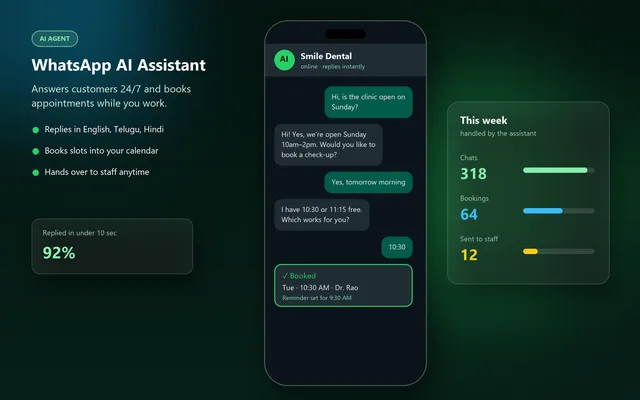 AI AGENT
WhatsApp AI Assistant
Answers customers 24/7 and books
appointments while you work.
Replies in English, Telugu, Hindi
Books slots into your calendar
Hands over to staff anytime
Replied in under 10 sec
92%
AI
Smile Dental
online · replies instantly
Hi, is the clinic open on
Sunday?
Hi! Yes, we're open Sunday
10am–2pm. Would you like to
book a check-up?
Yes, tomorrow morning
I have 10:30 or 11:15 free.
Which works for you?
10:30
✓ Booked
Tue · 10:30 AM · Dr. Rao
Reminder set for 9:30 AM
This week
handled by the assistant
Chats
318
Bookings
64
Sent to staff
12